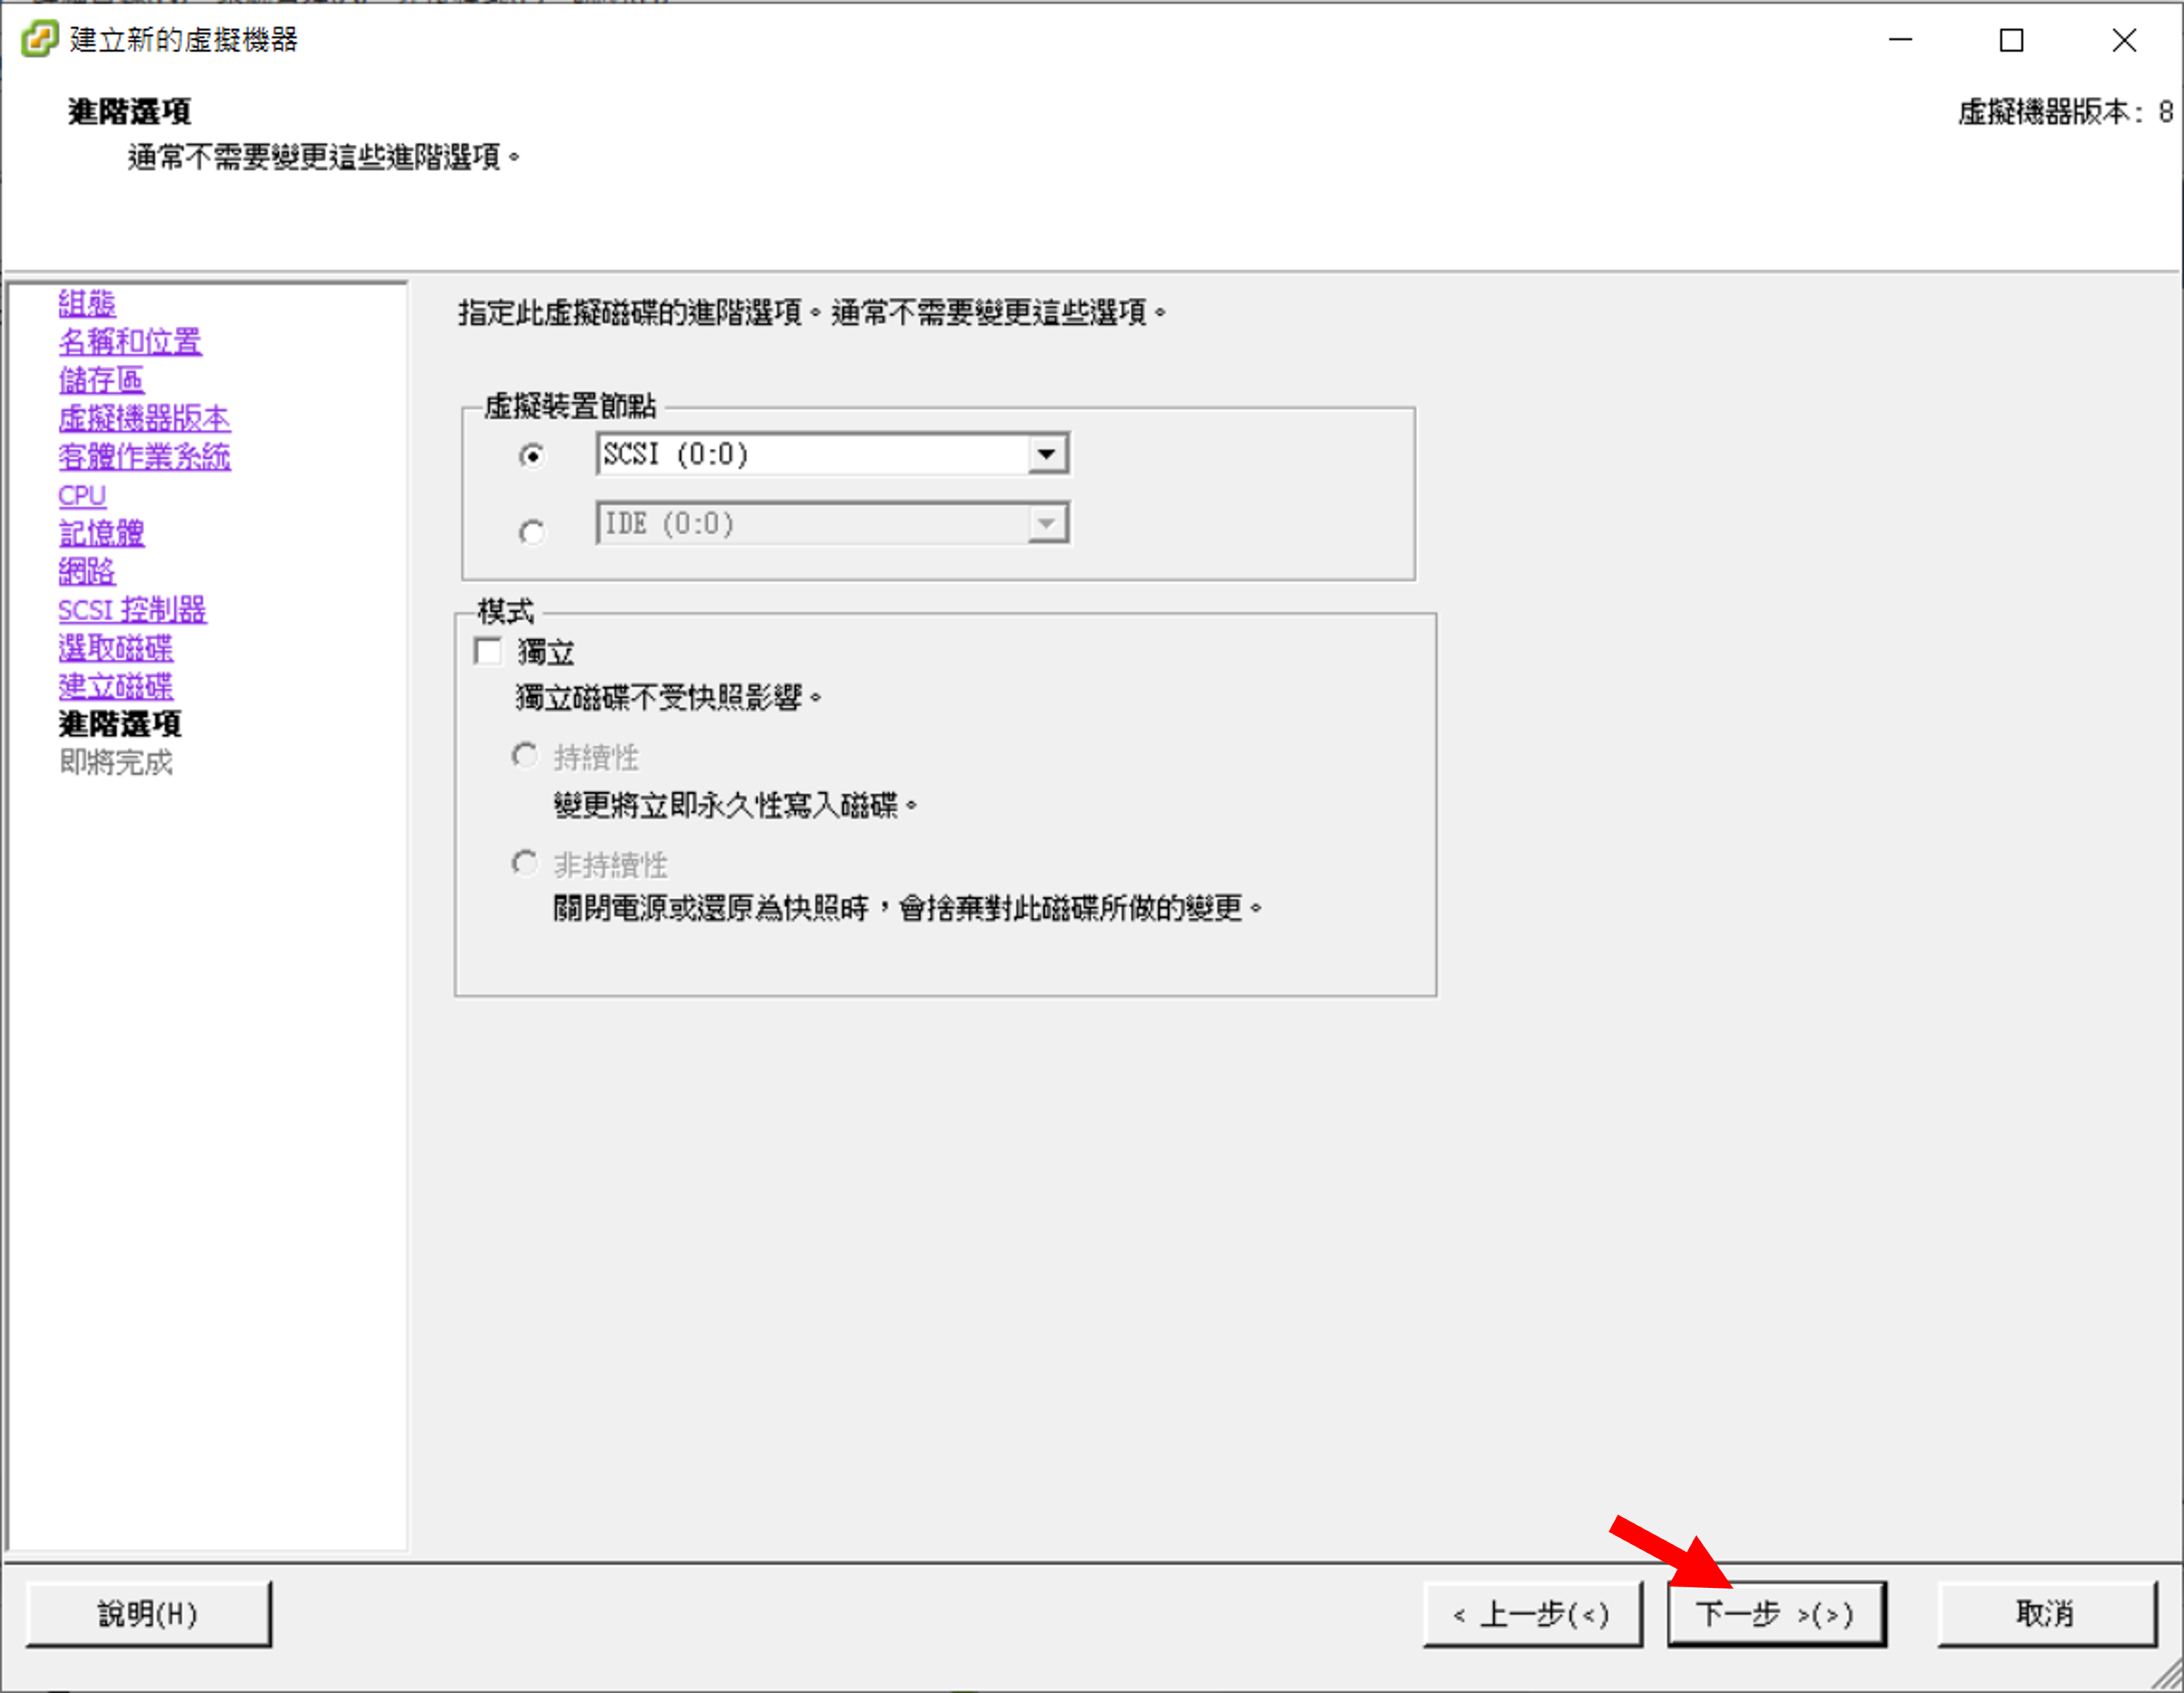 建立新的虛擬機器
進階選項
虛擬機器版本: 8
通常不需要變更這些進階選項。
組態
名稱和位置
儲存區
虛擬機器版本
客體作業系統
CPU
記憶體
網路
SCSI 控制器
選取磁碟
建立磁碟
進階選項
即將完成
指定此虛擬磁碟的進階選項。通常不需要變更這些選項。
虛擬裝置節點
SCSI (0:0)
IDE (0:0)
模式
獨立
獨立磁碟不受快照影響。
持續性
變更將立即永久性寫入磁碟。
非持續性
關閉電源或還原為快照時，會捨棄對此磁碟所做的變更。
說明(H)
< 上一步(<)
下一步 >(>)
取消